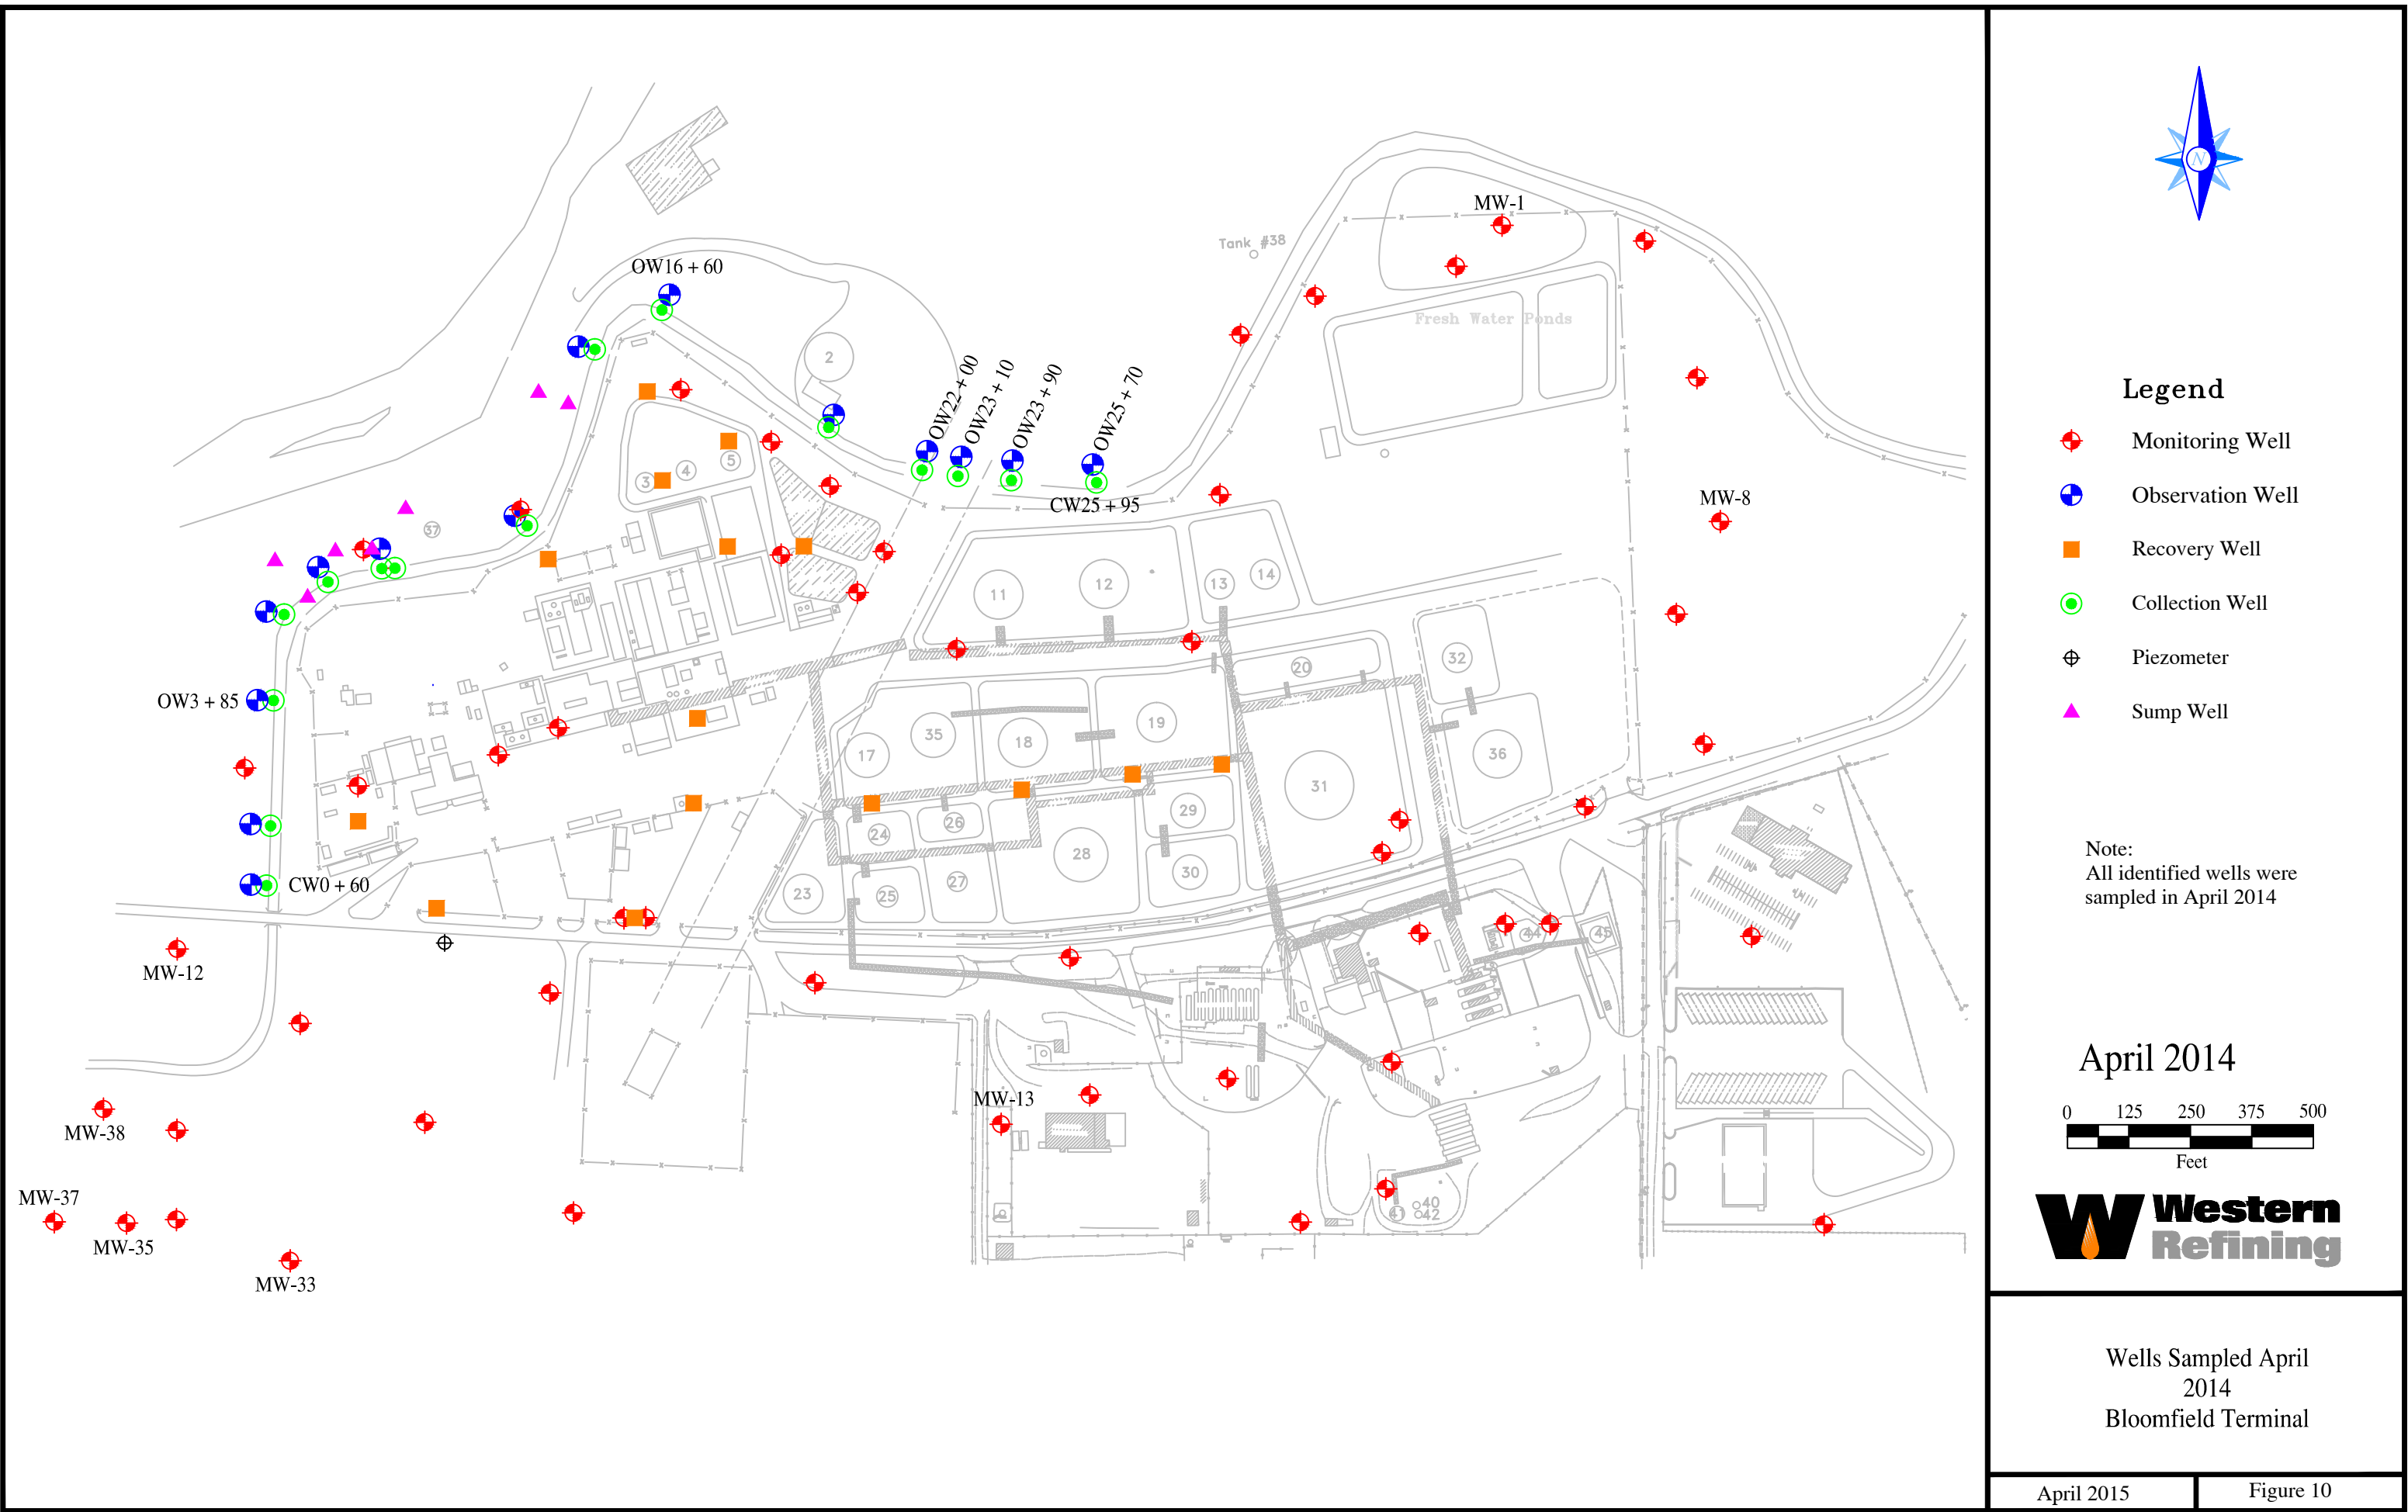 MW-1
Tank #38
OW16 + 60
Fresh Water Ponds
2
OW22 + 00
OW23 + 10
OW23 + 90
OW25 + 70
CW25 + 95
MW-8
3
4
5
37
11
12
13
14
32
20
OW3 + 85
17
35
18
19
36
31
24
26
29
28
30
23
25
27
CW0 + 60
44
45
MW-12
MW-13
MW-38
MW-37
MW-35
MW-33
40
41
42
N
Legend
Monitoring Well
Observation Well
Recovery Well
Collection Well
Piezometer
Sump Well
Note:
All identified wells were
sampled in April 2014
April 2014
0 125 250 375 500
Feet
Western
Refining
Wells Sampled April
2014
Bloomfield Terminal
April 2015
Figure 10